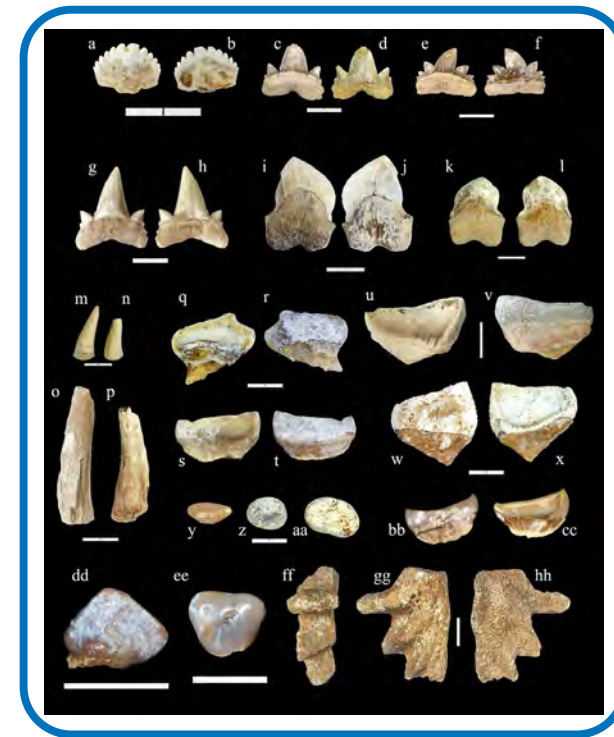 a b c d e f
g h i j k l
m n q r u v
o p s t w x
y z aa bb cc
dd ee ff gg hh